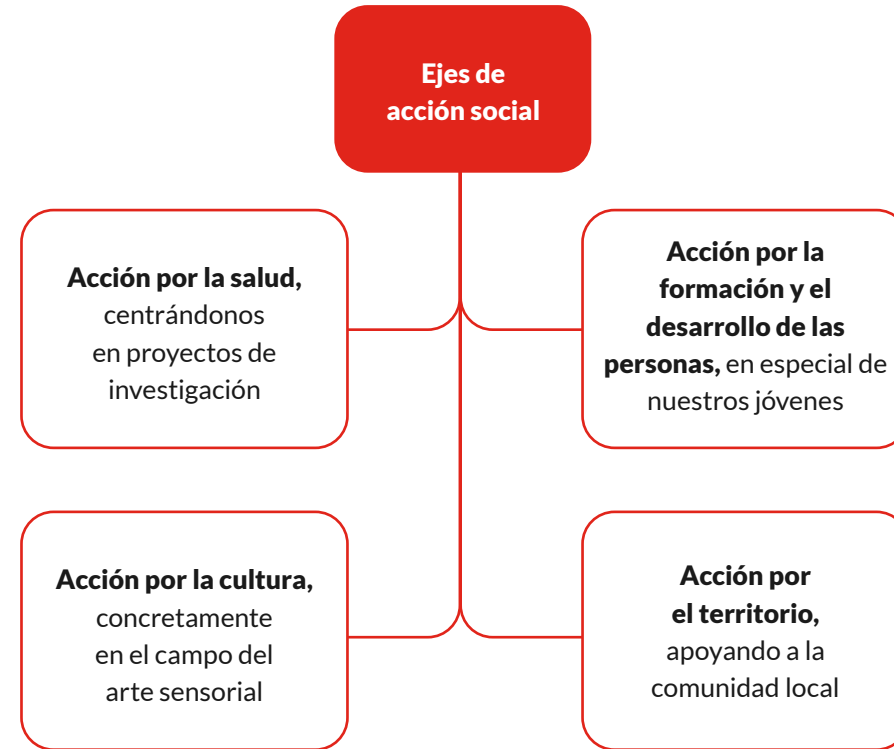 Ejes de
acción social
Acción por la salud,
centrándonos
en proyectos de
investigación
Acción por la
formación y el
desarrollo de las
personas, en especial de
nuestros jóvenes
Acción por la cultura,
concretamente
en el campo del
arte sensorial
Acción por
el territorio,
apoyando a la
comunidad local